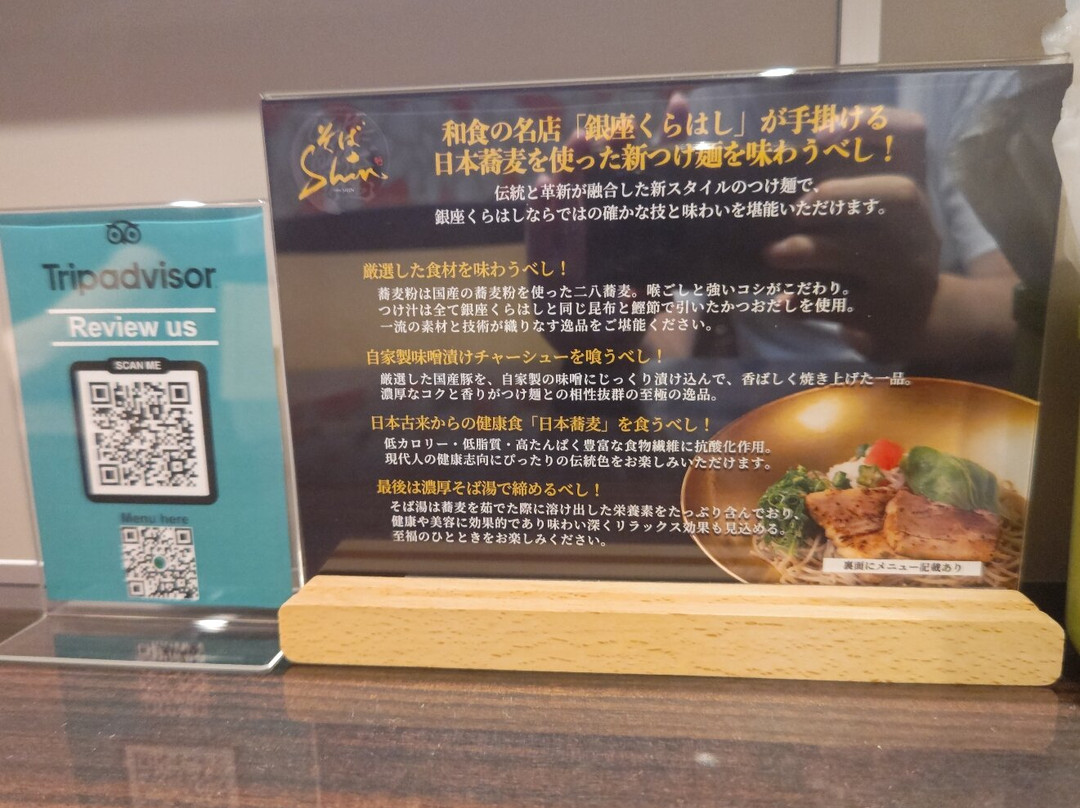 Tripadvisor
Review us
SCAN ME
Menu here
そば
Shin
和食の名店「銀座くらはし」が手掛ける
日本蕎麦を使った新つけ麺を味わうべし！
伝統と革新が融合した新スタイルのつけ麺で、
銀座くらはしならではの確かな技と味わいを堪能いただけます。
厳選した食材を味わうべし！
蕎麦粉は国産の蕎麦粉を使った二八蕎麦。喉ごしと強いコシがこだわり。
つけ汁は全て銀座くらはしと同じ昆布と鰹節で引いたかつおだしを使用。
一流の素材と技術が織りなす逸品をご堪能ください。
自家製味噌漬けチャーシューを喰うべし！
厳選した国産豚を、自家製の味噌にじっくり漬け込んで、香ばしく焼き上げた一品。
濃厚なコクと香りがつけ麺との相性抜群の至極の逸品。
日本古来からの健康食「日本蕎麦」を食うべし！
低カロリー・低脂質・高たんぱく豊富な食物繊維に抗酸化作用。
現代人の健康志向にぴったりの伝統色をお楽しみいただけます。
最後は濃厚そば湯で締めるべし！
そば湯は蕎麦を茹でた際に溶け出した栄養素をたっぷり含んでおり、
健康や美容に効果的であり味わい深くリラックス効果も見込める。
至福のひとときをお楽しみください。
裏面にメニュー記載あり